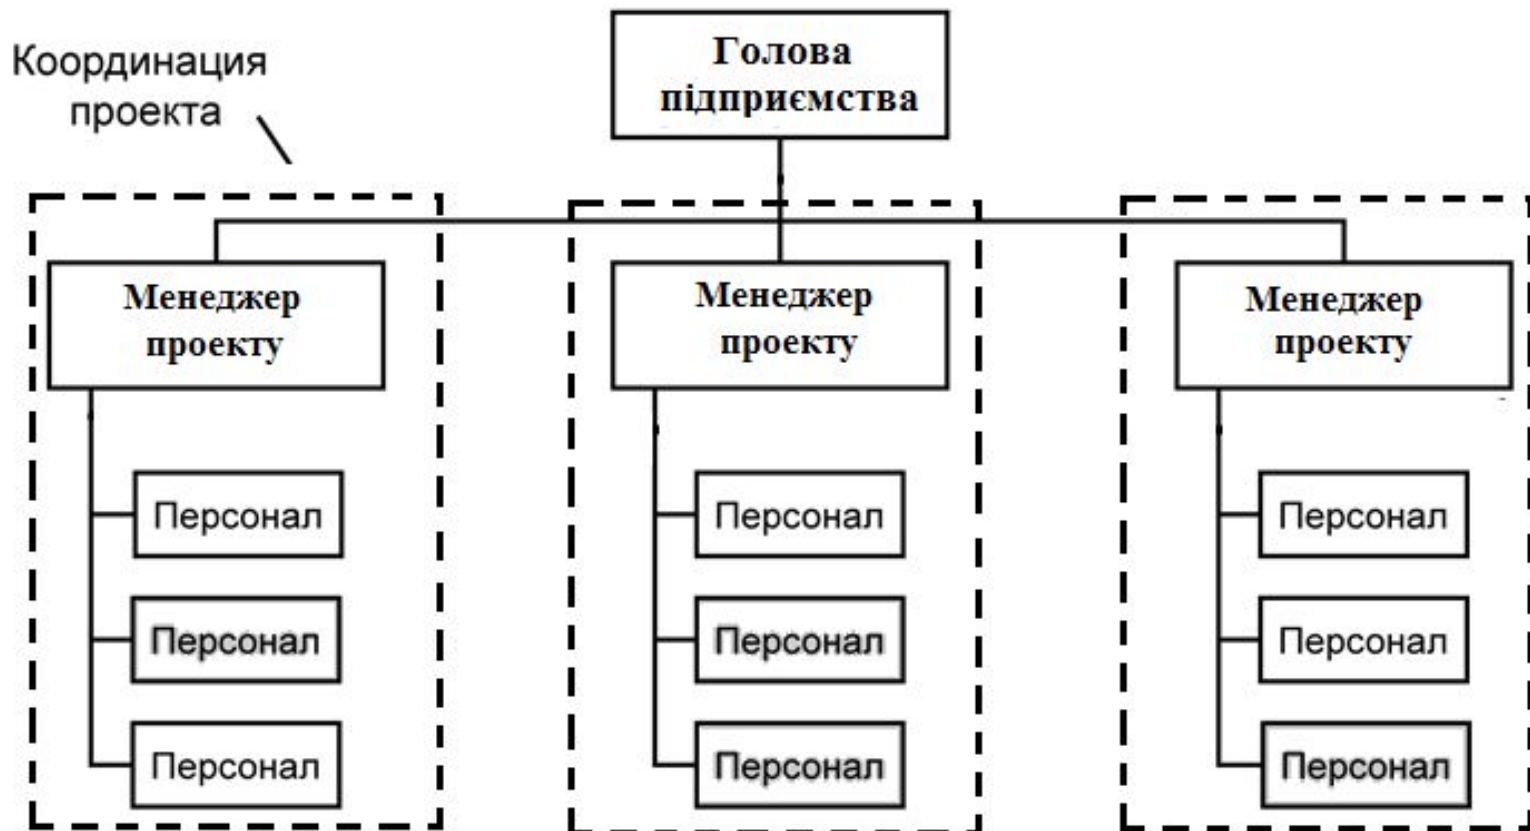 Координация
проекта
Голова
підприємства
Менеджер
проекту
Менеджер
проекту
Менеджер
проекту
Персонал
Персонал
Персонал
Персонал
Персонал
Персонал
Персонал
Персонал
Персонал